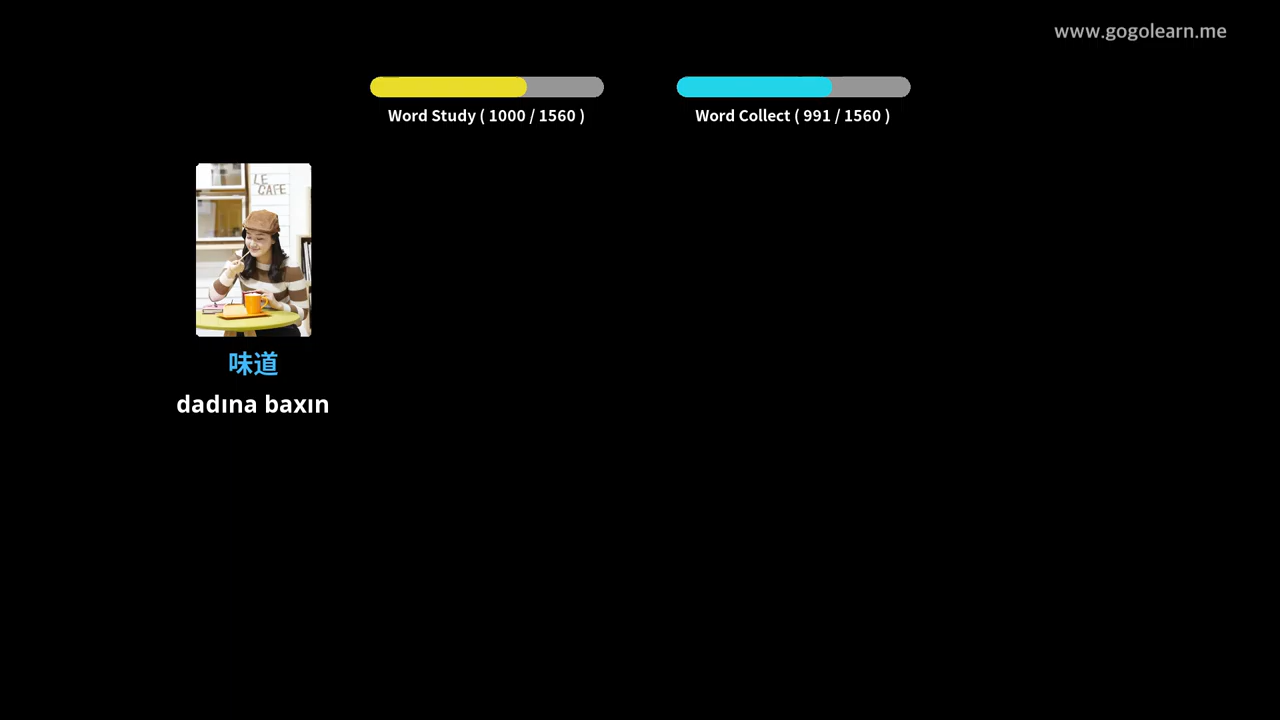 www.gogolearn.me
Word Study ( 1000 / 1560 )
Word Collect ( 991 / 1560 )
LE
CAFE
味道
dadına baxın